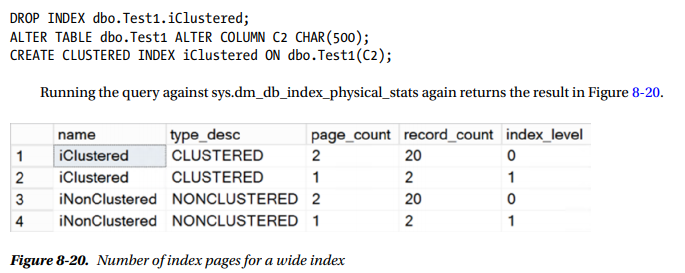 DROP INDEX dbo.Test1.iClustered;
ALTER TABLE dbo.Test1 ALTER COLUMN C2 CHAR(500);
CREATE CLUSTERED INDEX iClustered ON dbo.Test1(C2);
Running the query against sys.dm_db_index_physical_stats again returns the result in Figure 8-20.
name type_desc page_count record_count index_level
1 iClustered CLUSTERED 2 20 0
2 iClustered CLUSTERED 1 2 1
3 iNonClustered NONCLUSTERED 2 20 0
4 iNonClustered NONCLUSTERED 1 2 1
Figure 8-20. Number of index pages for a wide index